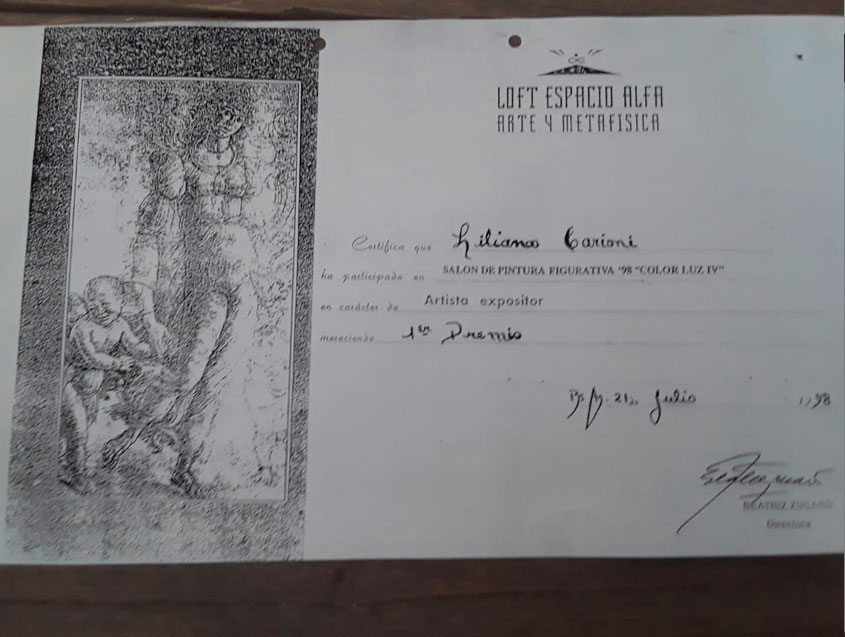 LOFT ESPACIO ALFA
ARTE Y METAFISICA
Certifica que Liliana Carioni
ha participado en SALON DE PINTURA FIGURATIVA '98 "COLOR LUZ IV"
en carácter de Artista expositor
mereciendo 1er Premio
21, Julio 1998
BEATRIZ ZUGARO
Directora